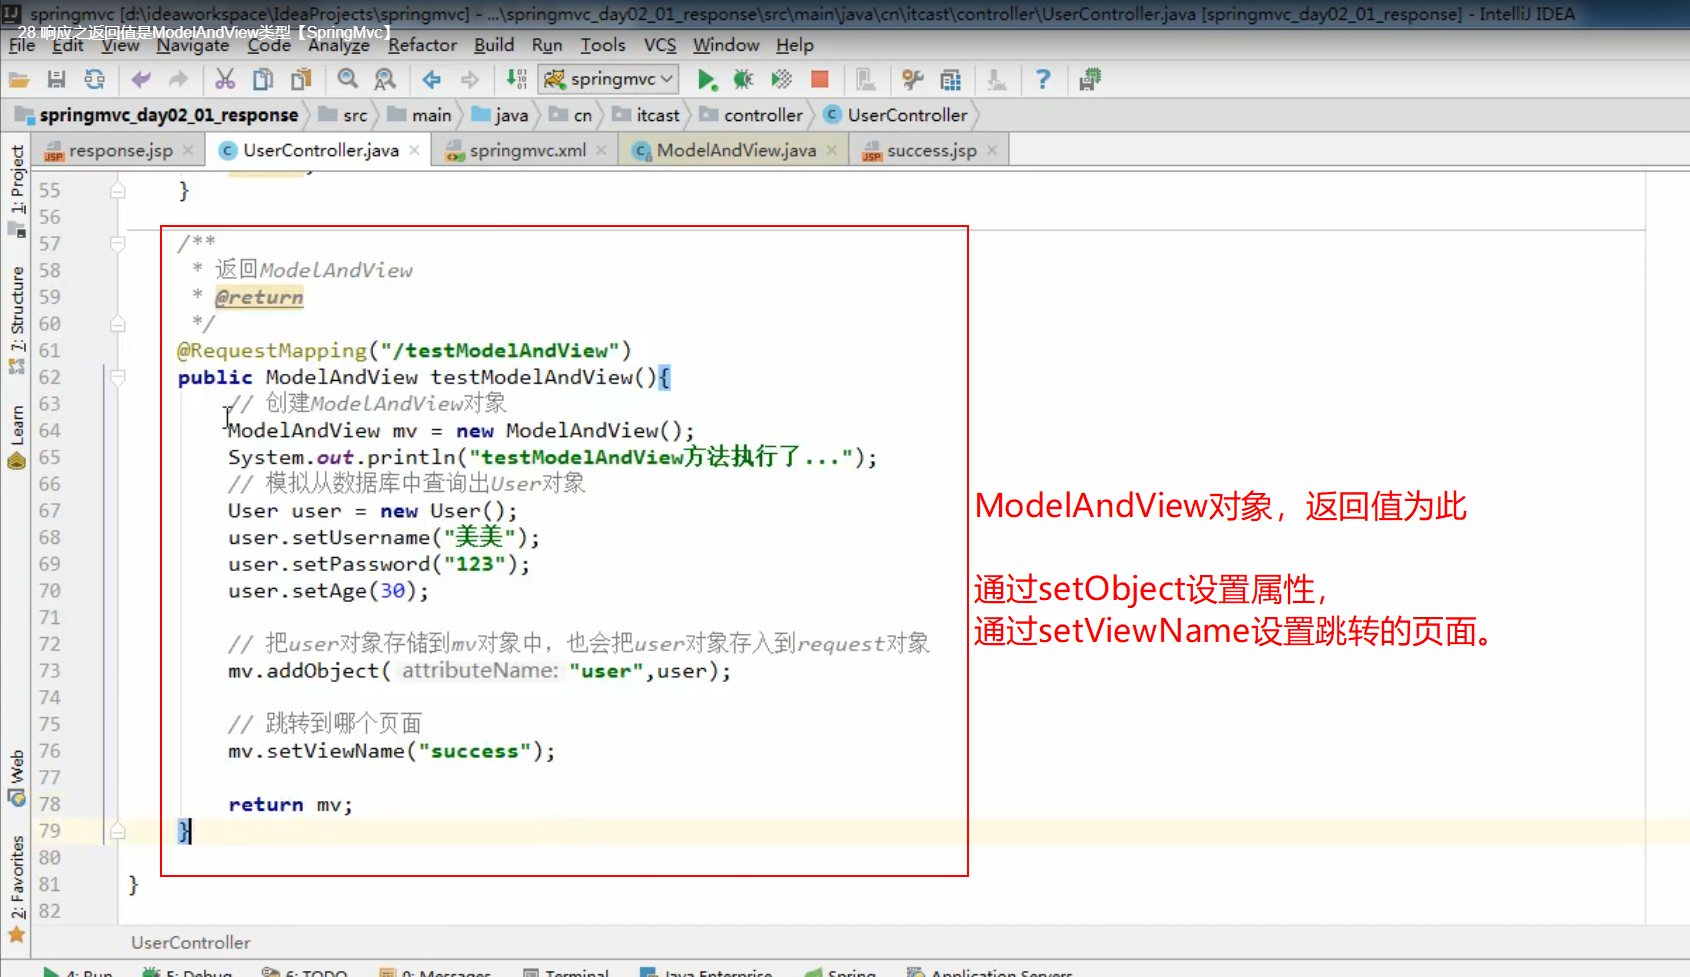 springmvc [d:\ideaworkspace\IdeaProjects\springmvc] - ...\springmvc_day02_01_response\src\main\java\cn\itcast\controller\UserController.java [springmvc_day02_01_response] - IntelliJ IDEA
28.响应之返回值是ModelAndView类型【SpringMvc】
File Edit View Navigate Code Analyze Refactor Build Run Tools VCS Window Help
springmvc
springmvc_day02_01_response src main java cn itcast controller UserController
response.jsp UserController.java springmvc.xml ModelAndView.java success.jsp
1: Project
7: Structure
Learn
Web
2: Favorites
55 }
56
57 /**
58 * 返回ModelAndView
59 * @return
60 */
61 @RequestMapping("/testModelAndView")
62 public ModelAndView testModelAndView(){
63 // 创建ModelAndView对象
64 ModelAndView mv = new ModelAndView();
65 System.out.println("testModelAndView方法执行了...");
66 // 模拟从数据库中查询出User对象
67 User user = new User();
68 user.setUsername("美美");
69 user.setPassword("123");
70 user.setAge(30);
71
72 // 把user对象存储到mv对象中，也会把user对象存入到request对象
73 mv.addObject( attributeName: "user",user);
74
75 // 跳转到哪个页面
76 mv.setViewName("success");
77
78 return mv;
79 }
80
81 }
82
ModelAndView对象，返回值为此
通过setObject设置属性，
通过setViewName设置跳转的页面。
UserController
4: Run 5: Debug 6: TODO 0: Messages Terminal Java Enterprise Spring Application Servers